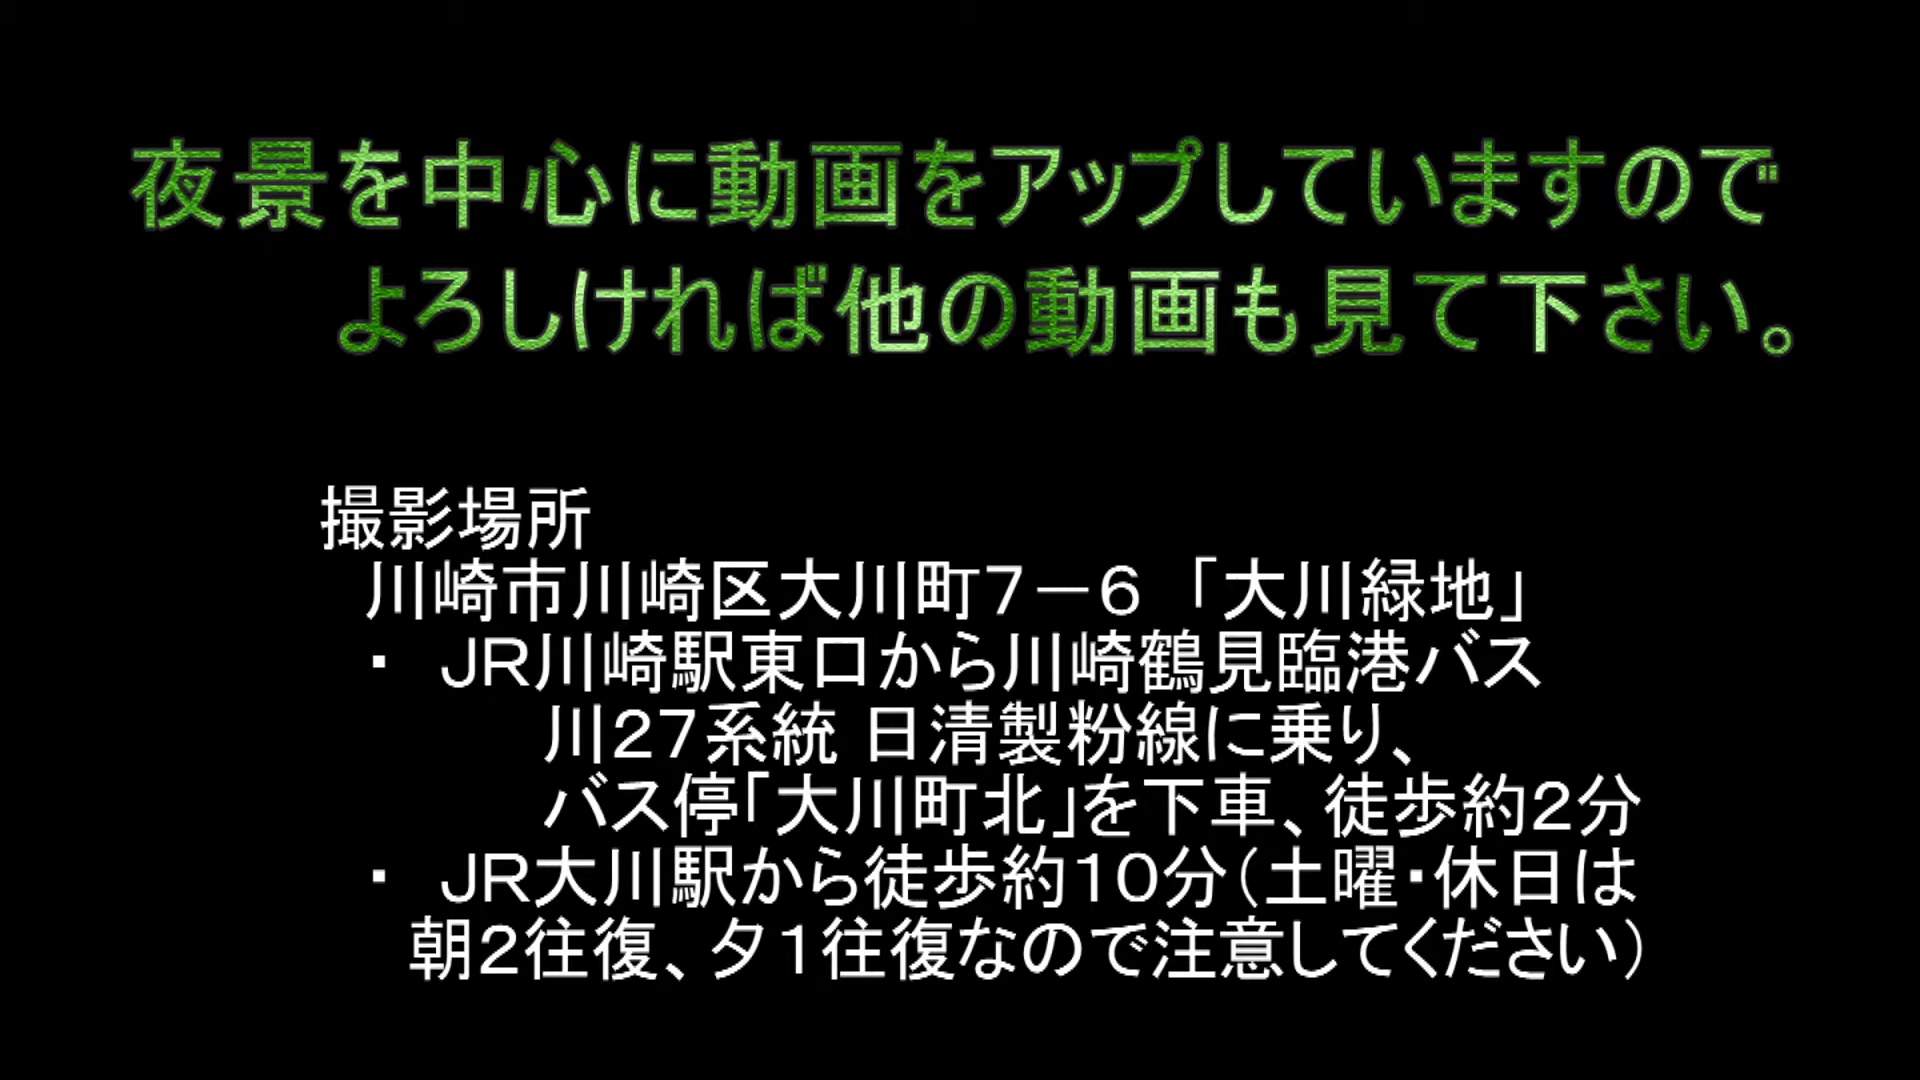 夜景を中心に動画をアップしていますので
よろしければ他の動画も見て下さい。
撮影場所
川崎市川崎区大川町７－６ 「大川緑地」
・ ＪＲ川崎駅東口から川崎鶴見臨港バス
川２７系統 日清製粉線に乗り、
バス停「大川町北」を下車、徒歩約２分
・ ＪＲ大川駅から徒歩約１０分（土曜・休日は
朝２往復、夕１往復なので注意してください）